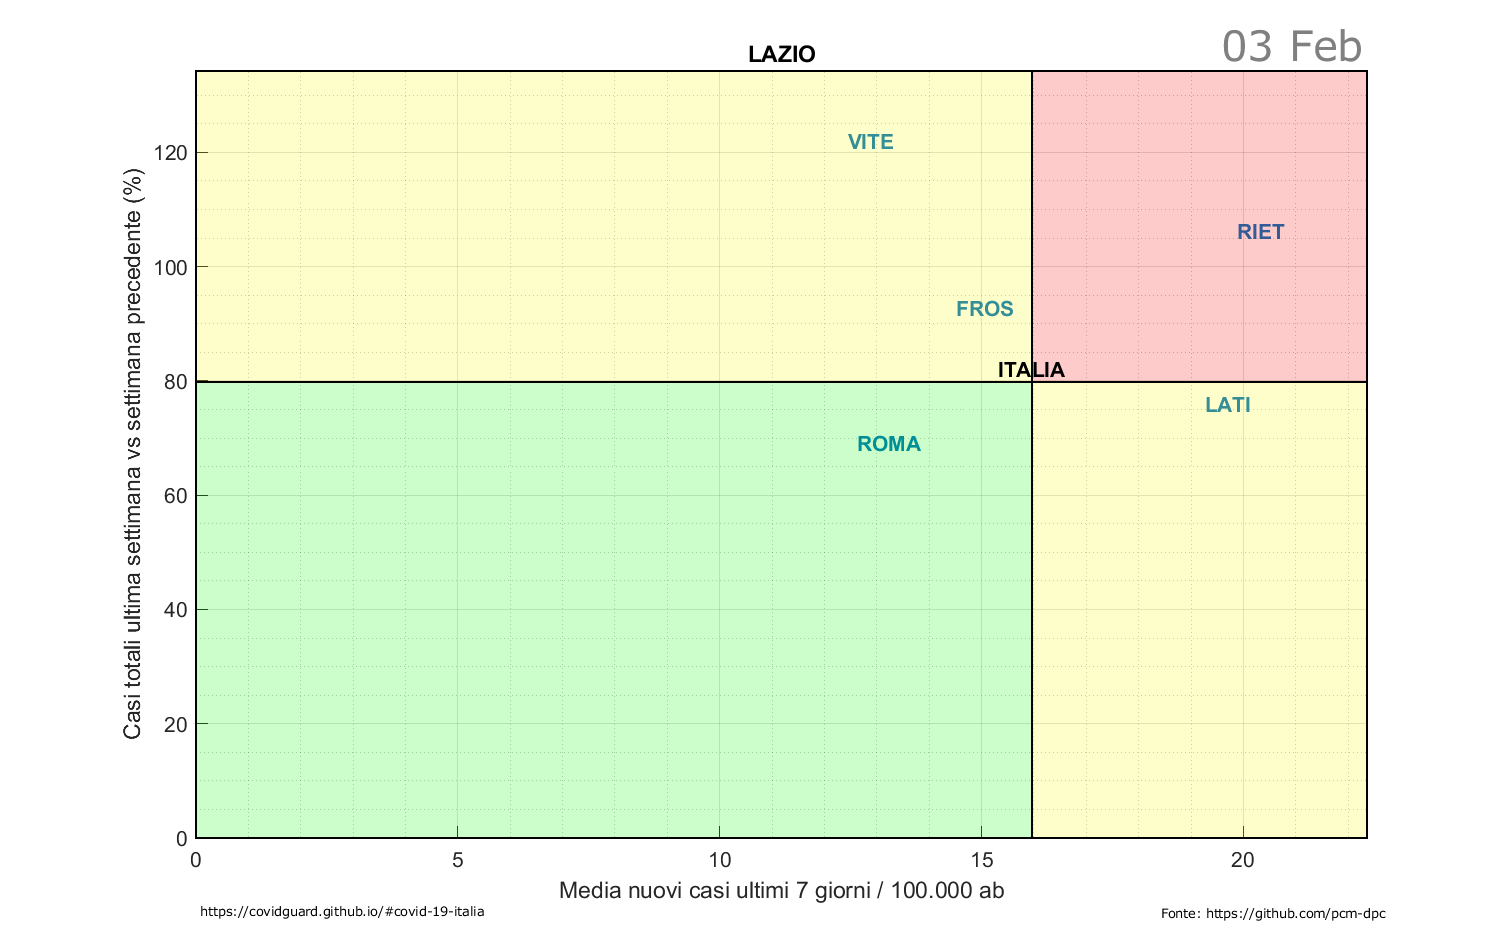 03 Feb
LAZIO
Casi totali ultima settimana vs settimana precedente (%)
120
100
80
60
40
20
0
VITE
RIET
FROS
ITALIA
LATI
ROMA
0 5 10 15 20
Media nuovi casi ultimi 7 giorni / 100.000 ab
https://covidguard.github.io/#covid-19-italia
Fonte: https://github.com/pcm-dpc